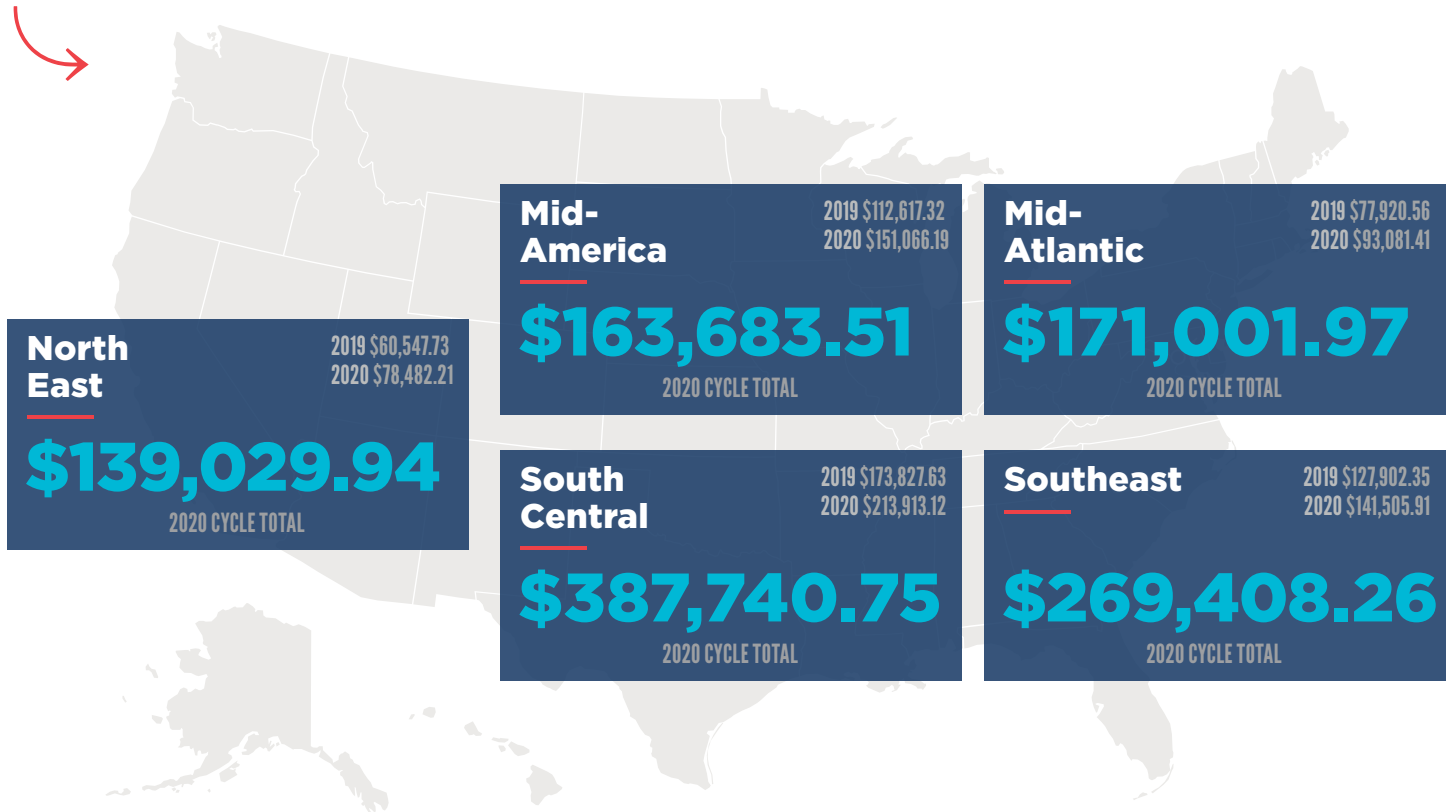 Mid-
America
2019 $112,617.32
2020 $151,066.19
$163,683.51
2020 CYCLE TOTAL
Mid-
Atlantic
2019 $77,920.56
2020 $93,081.41
$171,001.97
2020 CYCLE TOTAL
North
East
2019 $60,547.73
2020 $78,482.21
$139,029.94
2020 CYCLE TOTAL
South
Central
2019 $173,827.63
2020 $213,913.12
$387,740.75
2020 CYCLE TOTAL
Southeast
2019 $127,902.35
2020 $141,505.91
$269,408.26
2020 CYCLE TOTAL